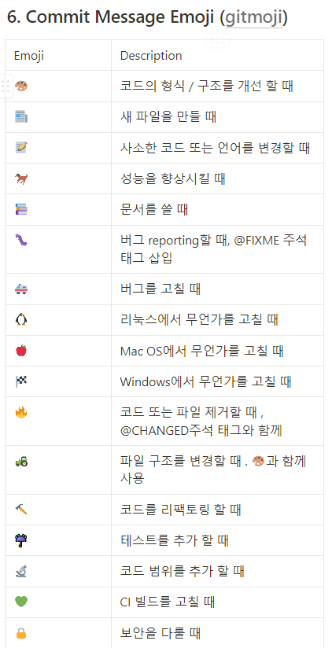 6. Commit Message Emoji (gitmoji)
Emoji Description
🎨 코드의 형식 / 구조를 개선 할 때
📰 새 파일을 만들 때
📝 사소한 코드 또는 언어를 변경할 때
🐎 성능을 향상시킬 때
📚 문서를 쓸 때
🐛 버그 reporting할 때, @FIXME 주석
태그 삽입
🚑 버그를 고칠 때
🐧 리눅스에서 무언가를 고칠 때
🍎 Mac OS에서 무언가를 고칠 때
🏁 Windows에서 무언가를 고칠 때
🔥 코드 또는 파일 제거할 때 ,
@CHANGED주석 태그와 함께
🚜 파일 구조를 변경할 때 . 🎨과 함께
사용
🔨 코드를 리팩토링 할 때
☔ 테스트를 추가 할 때
🔬 코드 범위를 추가 할 때
💚 CI 빌드를 고칠 때
🔒 보안을 다룰 때